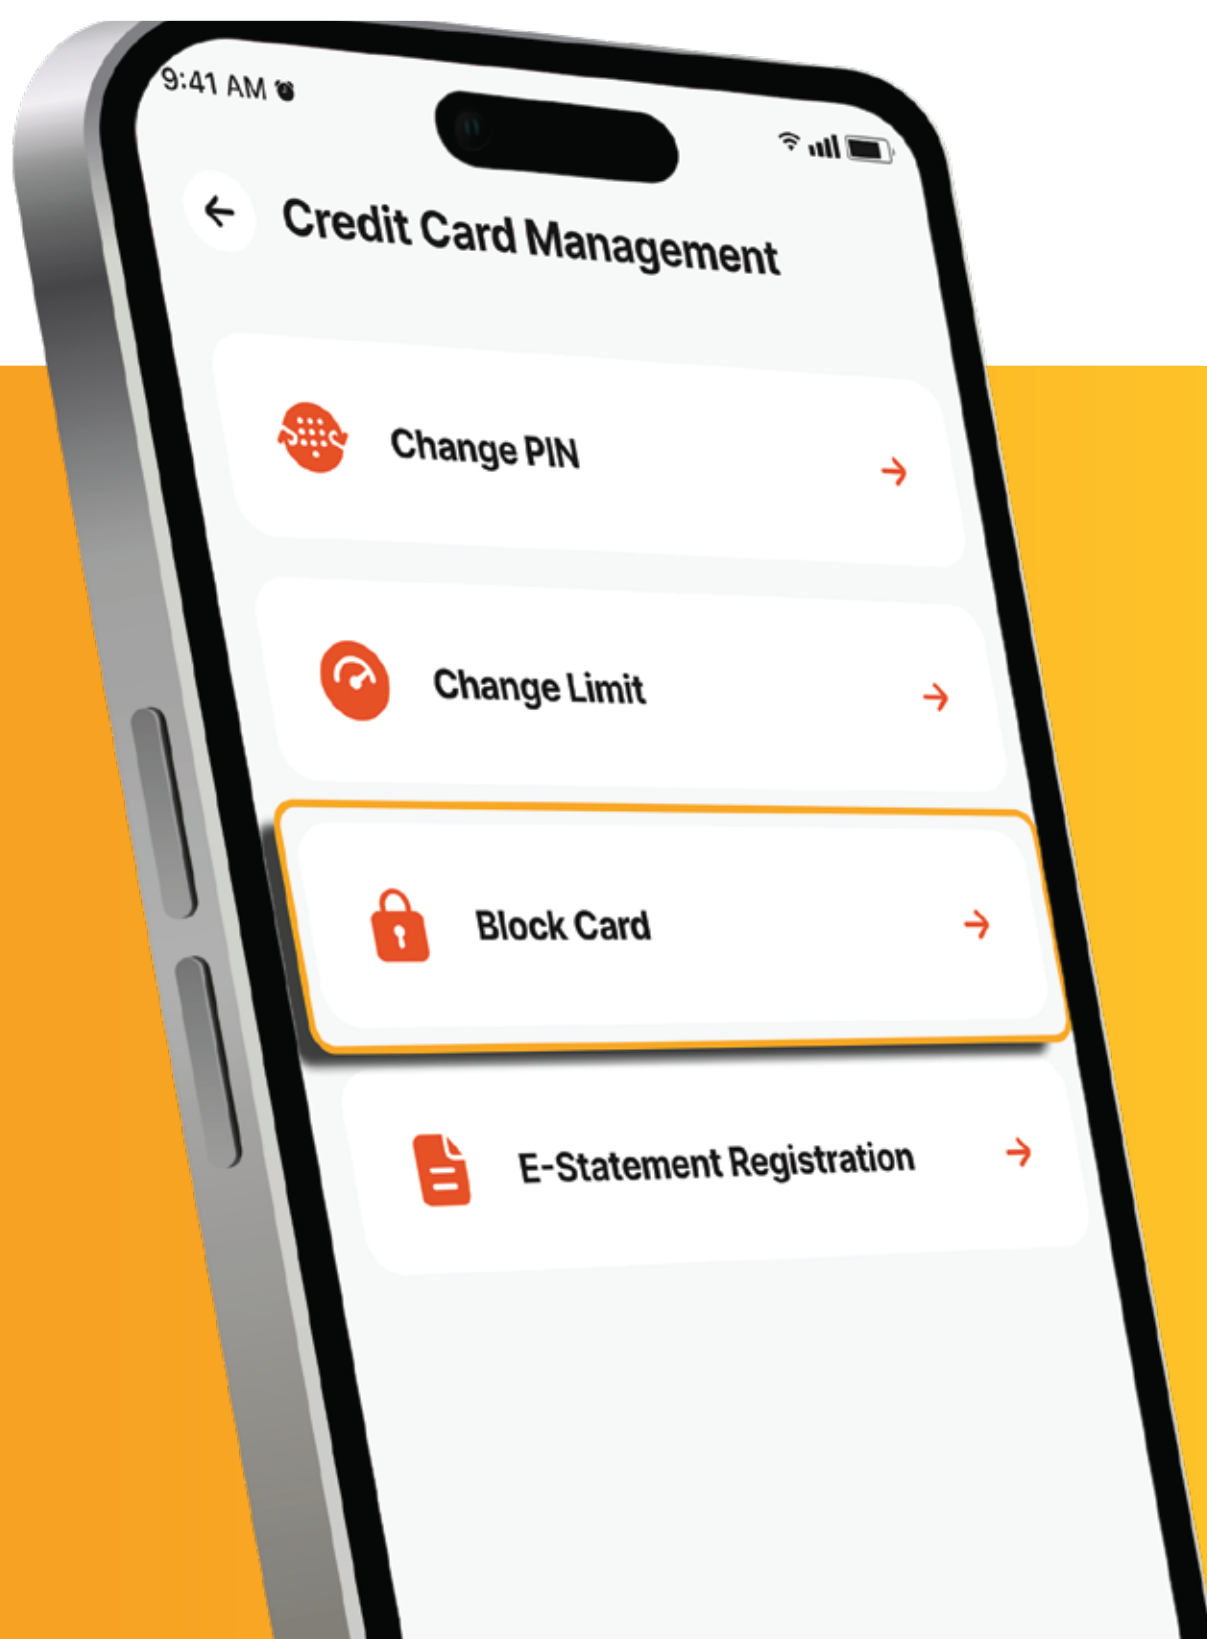 9:41 AM
Credit Card Management
Change PIN
Change Limit
Block Card
E-Statement Registration